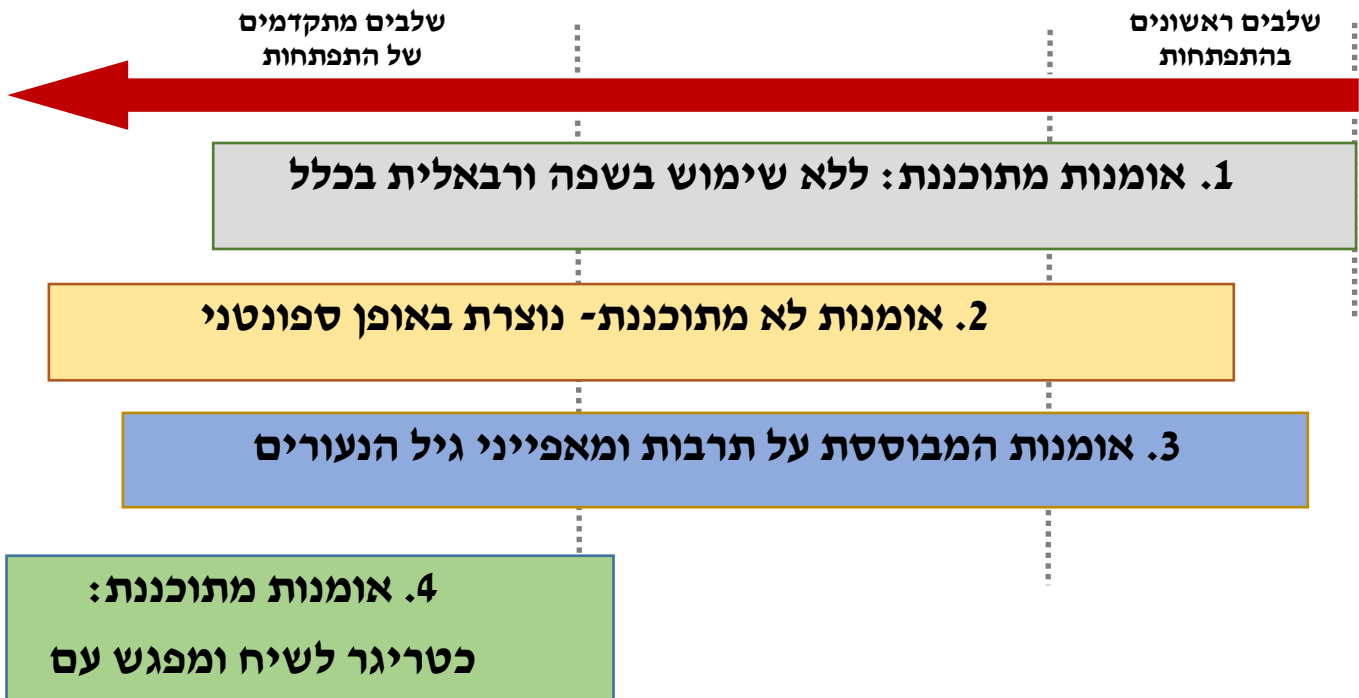 שלבים ראשונים
בהתפתחות
שלבים מתקדמים
של התפתחות
1. אומנות מתוכננת: ללא שימוש בשפה ורבאלית בכלל
2. אומנות לא מתוכננת- נוצרת באופן ספונטני
3. אומנות המבוססת על תרבות ומאפייני גיל הנעורים
4. אומנות מתוכננת:
כטריגר לשיח ומפגש עם